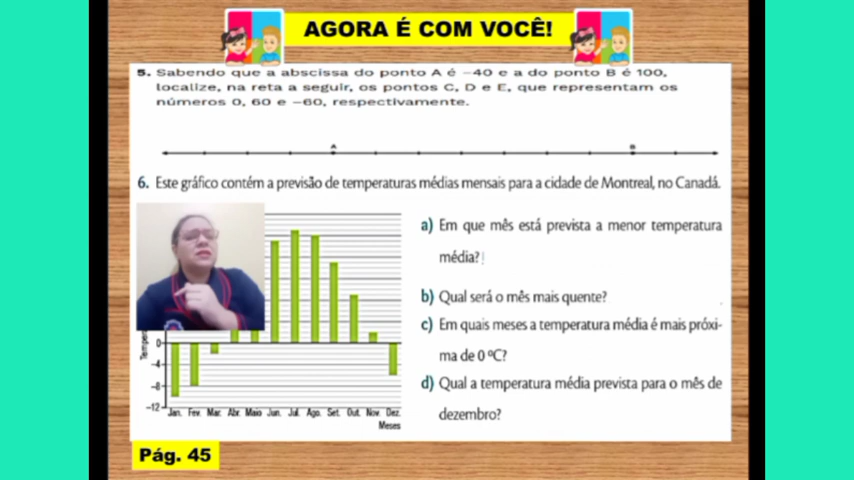 AGORA É COM VOCÊ!
5. Sabendo que a abscissa do ponto A é −40 e a do ponto B é 100,
localize, na reta a seguir, os pontos C, D e E, que representam os
números 0, 60 e −60, respectivamente.
A B
6. Este gráfico contém a previsão de temperaturas médias mensais para a cidade de Montreal, no Canadá.
a) Em que mês está prevista a menor temperatura
média?
b) Qual será o mês mais quente?
c) Em quais meses a temperatura média é mais próxi-
ma de 0 ºC?
d) Qual a temperatura média prevista para o mês de
dezembro?
0
−4
−8
−12
Jan. Fev. Mar. Abr. Maio Jun. Jul. Ago. Set. Out. Nov. Dez.
Meses
Pág. 45